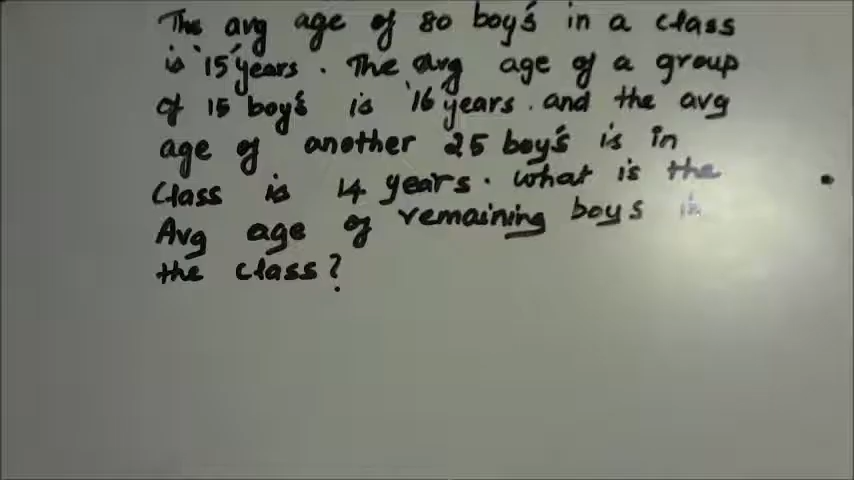 The avg age of 80 boy's in a class
is 15 years. The avg age of a group
of 15 boy's is 16 years. and the avg
age of another 25 boy's is in
class is 14 years. what is the
Avg age of remaining boys in
the class?